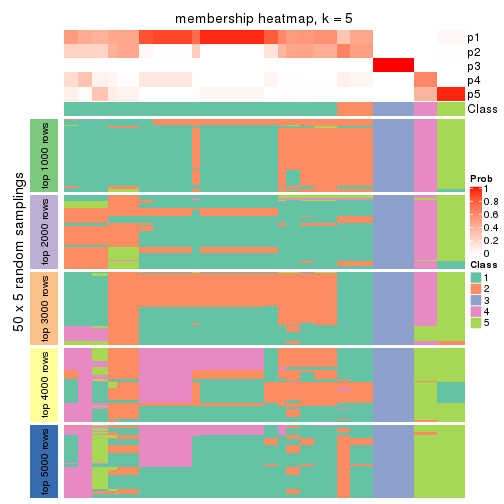 membership heatmap, k = 5
p1
p2
p3
p4
p5
Class
50 x 5 random samplings
top 1000 rows
top 2000 rows
top 3000 rows
top 4000 rows
top 5000 rows
Prob
1
0.8
0.6
0.4
0.2
0
Class
1
2
3
4
5